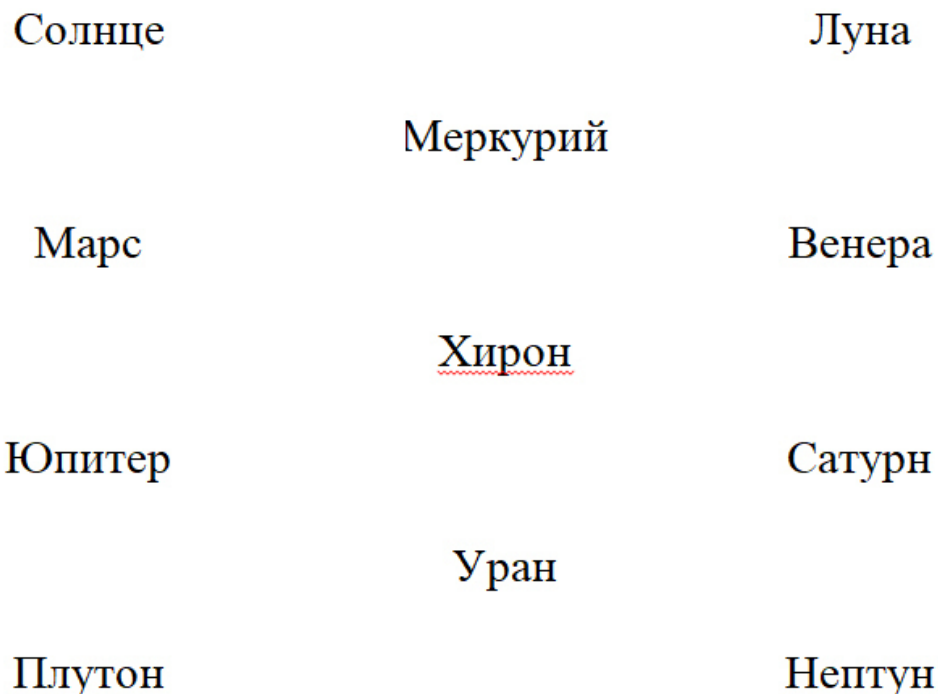 Солнце Луна
Меркурий
Марс Венера
Хирон
Юпитер Сатурн
Уран
Плутон Нептун